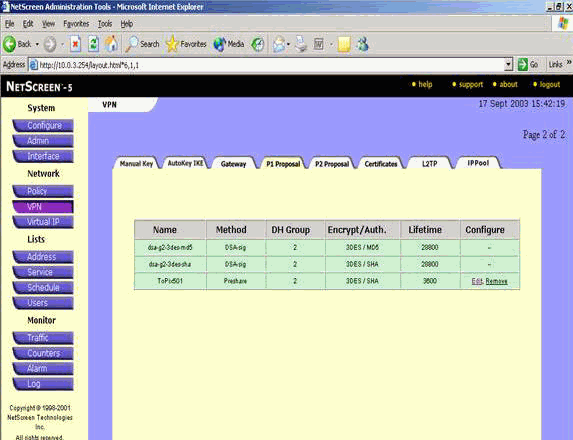 NetScreen Administration Tools - Microsoft Internet Explorer
File Edit View Favorites Tools Help
Back Search Favorites Media
Address http://10.0.3.254/layout.html*6,1,1 Go Links »
NETSCREEN-5 help support about logout
System VPN 17 Sept 2003 15:42:19
Configure
Admin
Interface
Page 2 of 2
Manual Key AutoKey IKE Gateway P1 Proposal P2 Proposal Certificates L2TP IPPool
Network
Policy
VPN
Virtual IP
Lists
Address
Service
Schedule
Users
Monitor
Traffic
Counters
Alarm
Log
Name Method DH Group Encrypt/Auth. Lifetime Configure
dsa-g2-3des-md5 DSA-sig 2 3DES / MD5 28800 --
dsa-g2-3des-sha DSA-sig 2 3DES / SHA 28800 --
ToPix501 Preshare 2 3DES / SHA 3600 Edit, Remove
Copyright © 1998-2001
NetScreen Technologies
Inc.
All rights reserved.